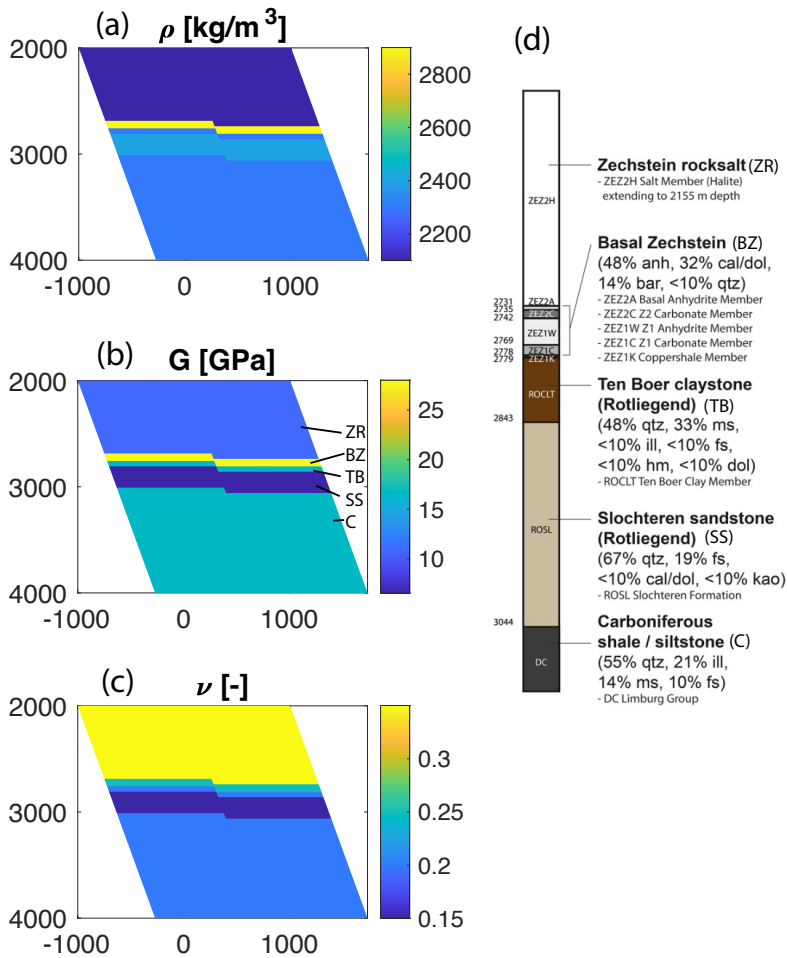 (a) ρ [kg/m³]
2000
3000
4000
-1000 0 1000
2800
2600
2400
2200
(b) G [GPa]
2000
3000
4000
-1000 0 1000
25
20
15
10
ZR
BZ
TB
SS
C
(c) ν [-]
2000
3000
4000
-1000 0 1000
0.3
0.25
0.2
0.15
(d)
ZEZ2H
2731 ZEZ2A
2735 ZEZ2C
2742
ZEZ1W
2769
2778 ZEZ1C
2779 ZEZ1K
ROCLT
2843
ROSL
3044
DC
Zechstein rocksalt (ZR)
- ZEZ2H Salt Member (Halite)
extending to 2155 m depth
Basal Zechstein (BZ)
(48% anh, 32% cal/dol,
14% bar, <10% qtz)
- ZEZ2A Basal Anhydrite Member
- ZEZ2C Z2 Carbonate Member
- ZEZ1W Z1 Anhydrite Member
- ZEZ1C Z1 Carbonate Member
- ZEZ1K Coppershale Member
Ten Boer claystone
(Rotliegend) (TB)
(48% qtz, 33% ms,
<10% ill, <10% fs,
<10% hm, <10% dol)
- ROCLT Ten Boer Clay Member
Slochteren sandstone
(Rotliegend) (SS)
(67% qtz, 19% fs,
<10% cal/dol, <10% kao)
- ROSL Slochteren Formation
Carboniferous
shale / siltstone (C)
(55% qtz, 21% ill,
14% ms, 10% fs)
- DC Limburg Group